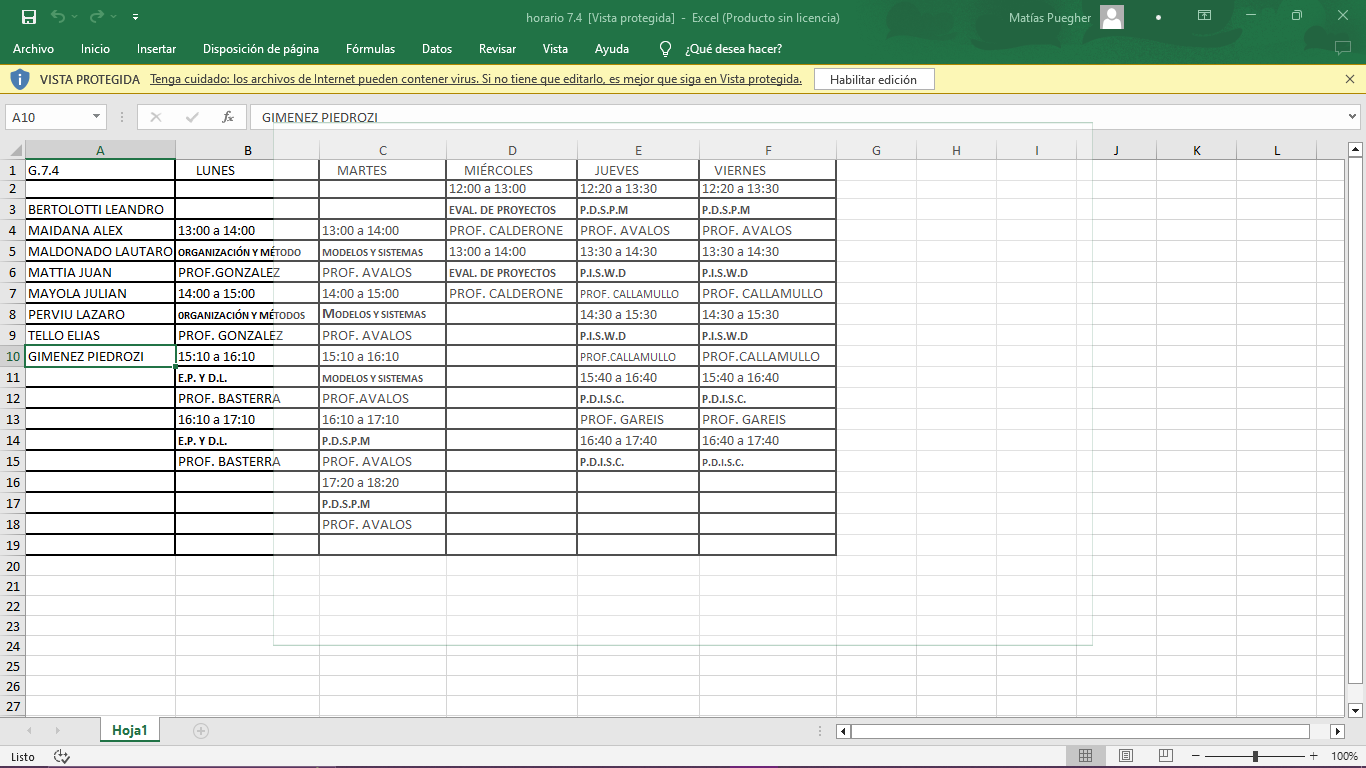 horario 7.4 [Vista protegida] - Excel (Producto sin licencia)
Matías Puegher
Archivo Inicio Insertar Disposición de página Fórmulas Datos Revisar Vista Ayuda ¿Qué desea hacer?
VISTA PROTEGIDA Tenga cuidado: los archivos de Internet pueden contener virus. Si no tiene que editarlo, es mejor que siga en Vista protegida. Habilitar edición
A10 fx GIMENEZ PIEDROZI
A B C D E F G H I J K L
1 G.7.4 LUNES MARTES MIÉRCOLES JUEVES VIERNES
2 12:00 a 13:00 12:20 a 13:30 12:20 a 13:30
3 BERTOLOTTI LEANDRO EVAL. DE PROYECTOS P.D.S.P.M P.D.S.P.M
4 MAIDANA ALEX 13:00 a 14:00 13:00 a 14:00 PROF. CALDERONE PROF. AVALOS PROF. AVALOS
5 MALDONADO LAUTARO ORGANIZACIÓN Y MÉTODO MODELOS Y SISTEMAS 13:00 a 14:00 13:30 a 14:30 13:30 a 14:30
6 MATTIA JUAN PROF.GONZALEZ PROF. AVALOS EVAL. DE PROYECTOS P.I.S.W.D P.I.S.W.D
7 MAYOLA JULIAN 14:00 a 15:00 14:00 a 15:00 PROF. CALDERONE PROF. CALLAMULLO PROF. CALLAMULLO
8 PERVIU LAZARO ORGANIZACIÓN Y MÉTODOS MODELOS Y SISTEMAS 14:30 a 15:30 14:30 a 15:30
9 TELLO ELIAS PROF. GONZALEZ PROF. AVALOS P.I.S.W.D P.I.S.W.D
10 GIMENEZ PIEDROZI 15:10 a 16:10 15:10 a 16:10 PROF.CALLAMULLO PROF.CALLAMULLO
11 E.P. Y D.L. MODELOS Y SISTEMAS 15:40 a 16:40 15:40 a 16:40
12 PROF. BASTERRA PROF.AVALOS P.D.I.S.C. P.D.I.S.C.
13 16:10 a 17:10 16:10 a 17:10 PROF. GAREIS PROF. GAREIS
14 E.P. Y D.L. P.D.S.P.M 16:40 a 17:40 16:40 a 17:40
15 PROF. BASTERRA PROF. AVALOS P.D.I.S.C. P.D.I.S.C.
16 17:20 a 18:20
17 P.D.S.P.M
18 PROF. AVALOS
19
20
21
22
23
24
25
26
27
Hoja1
Listo 100%